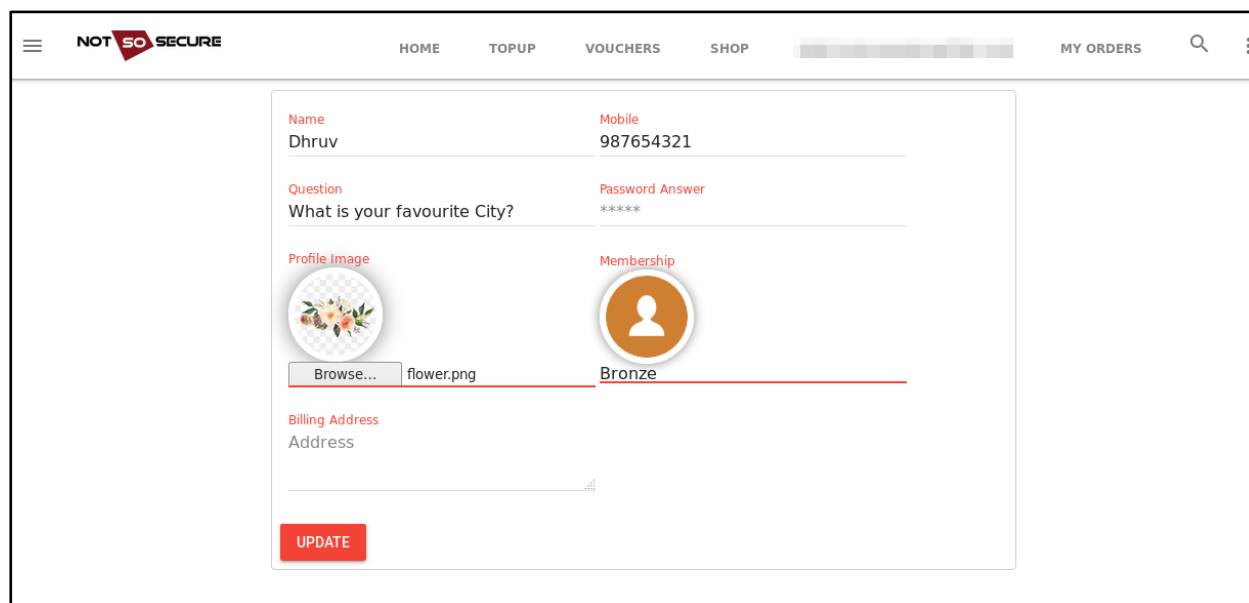 NOT SO SECURE
HOME TOPUP VOUCHERS SHOP MY ORDERS
Name Mobile
Dhruv 987654321
Question Password Answer
What is your favourite City? *****
Profile Image Membership
Browse... flower.png Bronze
Billing Address
Address
UPDATE